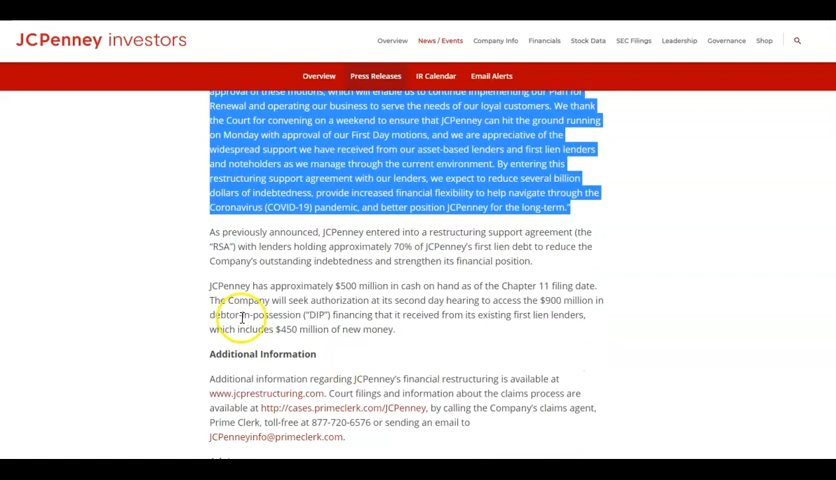 JCPenney investors
Overview News / Events Company Info Financials Stock Data SEC Filings Leadership Governance Shop
Overview Press Releases IR Calendar Email Alerts
approval of these motions, which will enable us to continue implementing our Plan for
Renewal and operating our business to serve the needs of our loyal customers. We thank
the Court for convening on a weekend to ensure that JCPenney can hit the ground running
on Monday with approval of our First Day motions, and we are appreciative of the
widespread support we have received from our asset-based lenders and first lien lenders
and noteholders as we manage through the current environment. By entering this
restructuring support agreement with our lenders, we expect to reduce several billion
dollars of indebtedness, provide increased financial flexibility to help navigate through the
Coronavirus (COVID-19) pandemic, and better position JCPenney for the long-term."
As previously announced, JCPenney entered into a restructuring support agreement (the
“RSA”) with lenders holding approximately 70% of JCPenney’s first lien debt to reduce the
Company’s outstanding indebtedness and strengthen its financial position.
JCPenney has approximately $500 million in cash on hand as of the Chapter 11 filing date.
The Company will seek authorization at its second day hearing to access the $900 million in
debtor-in-possession (“DIP”) financing that it received from its existing first lien lenders,
which includes $450 million of new money.
Additional Information
Additional information regarding JCPenney’s financial restructuring is available at
www.jcprestructuring.com. Court filings and information about the claims process are
available at http://cases.primeclerk.com/JCPenney, by calling the Company’s claims agent,
Prime Clerk, toll-free at 877-720-6576 or sending an email to
JCPenneyinfo@primeclerk.com.